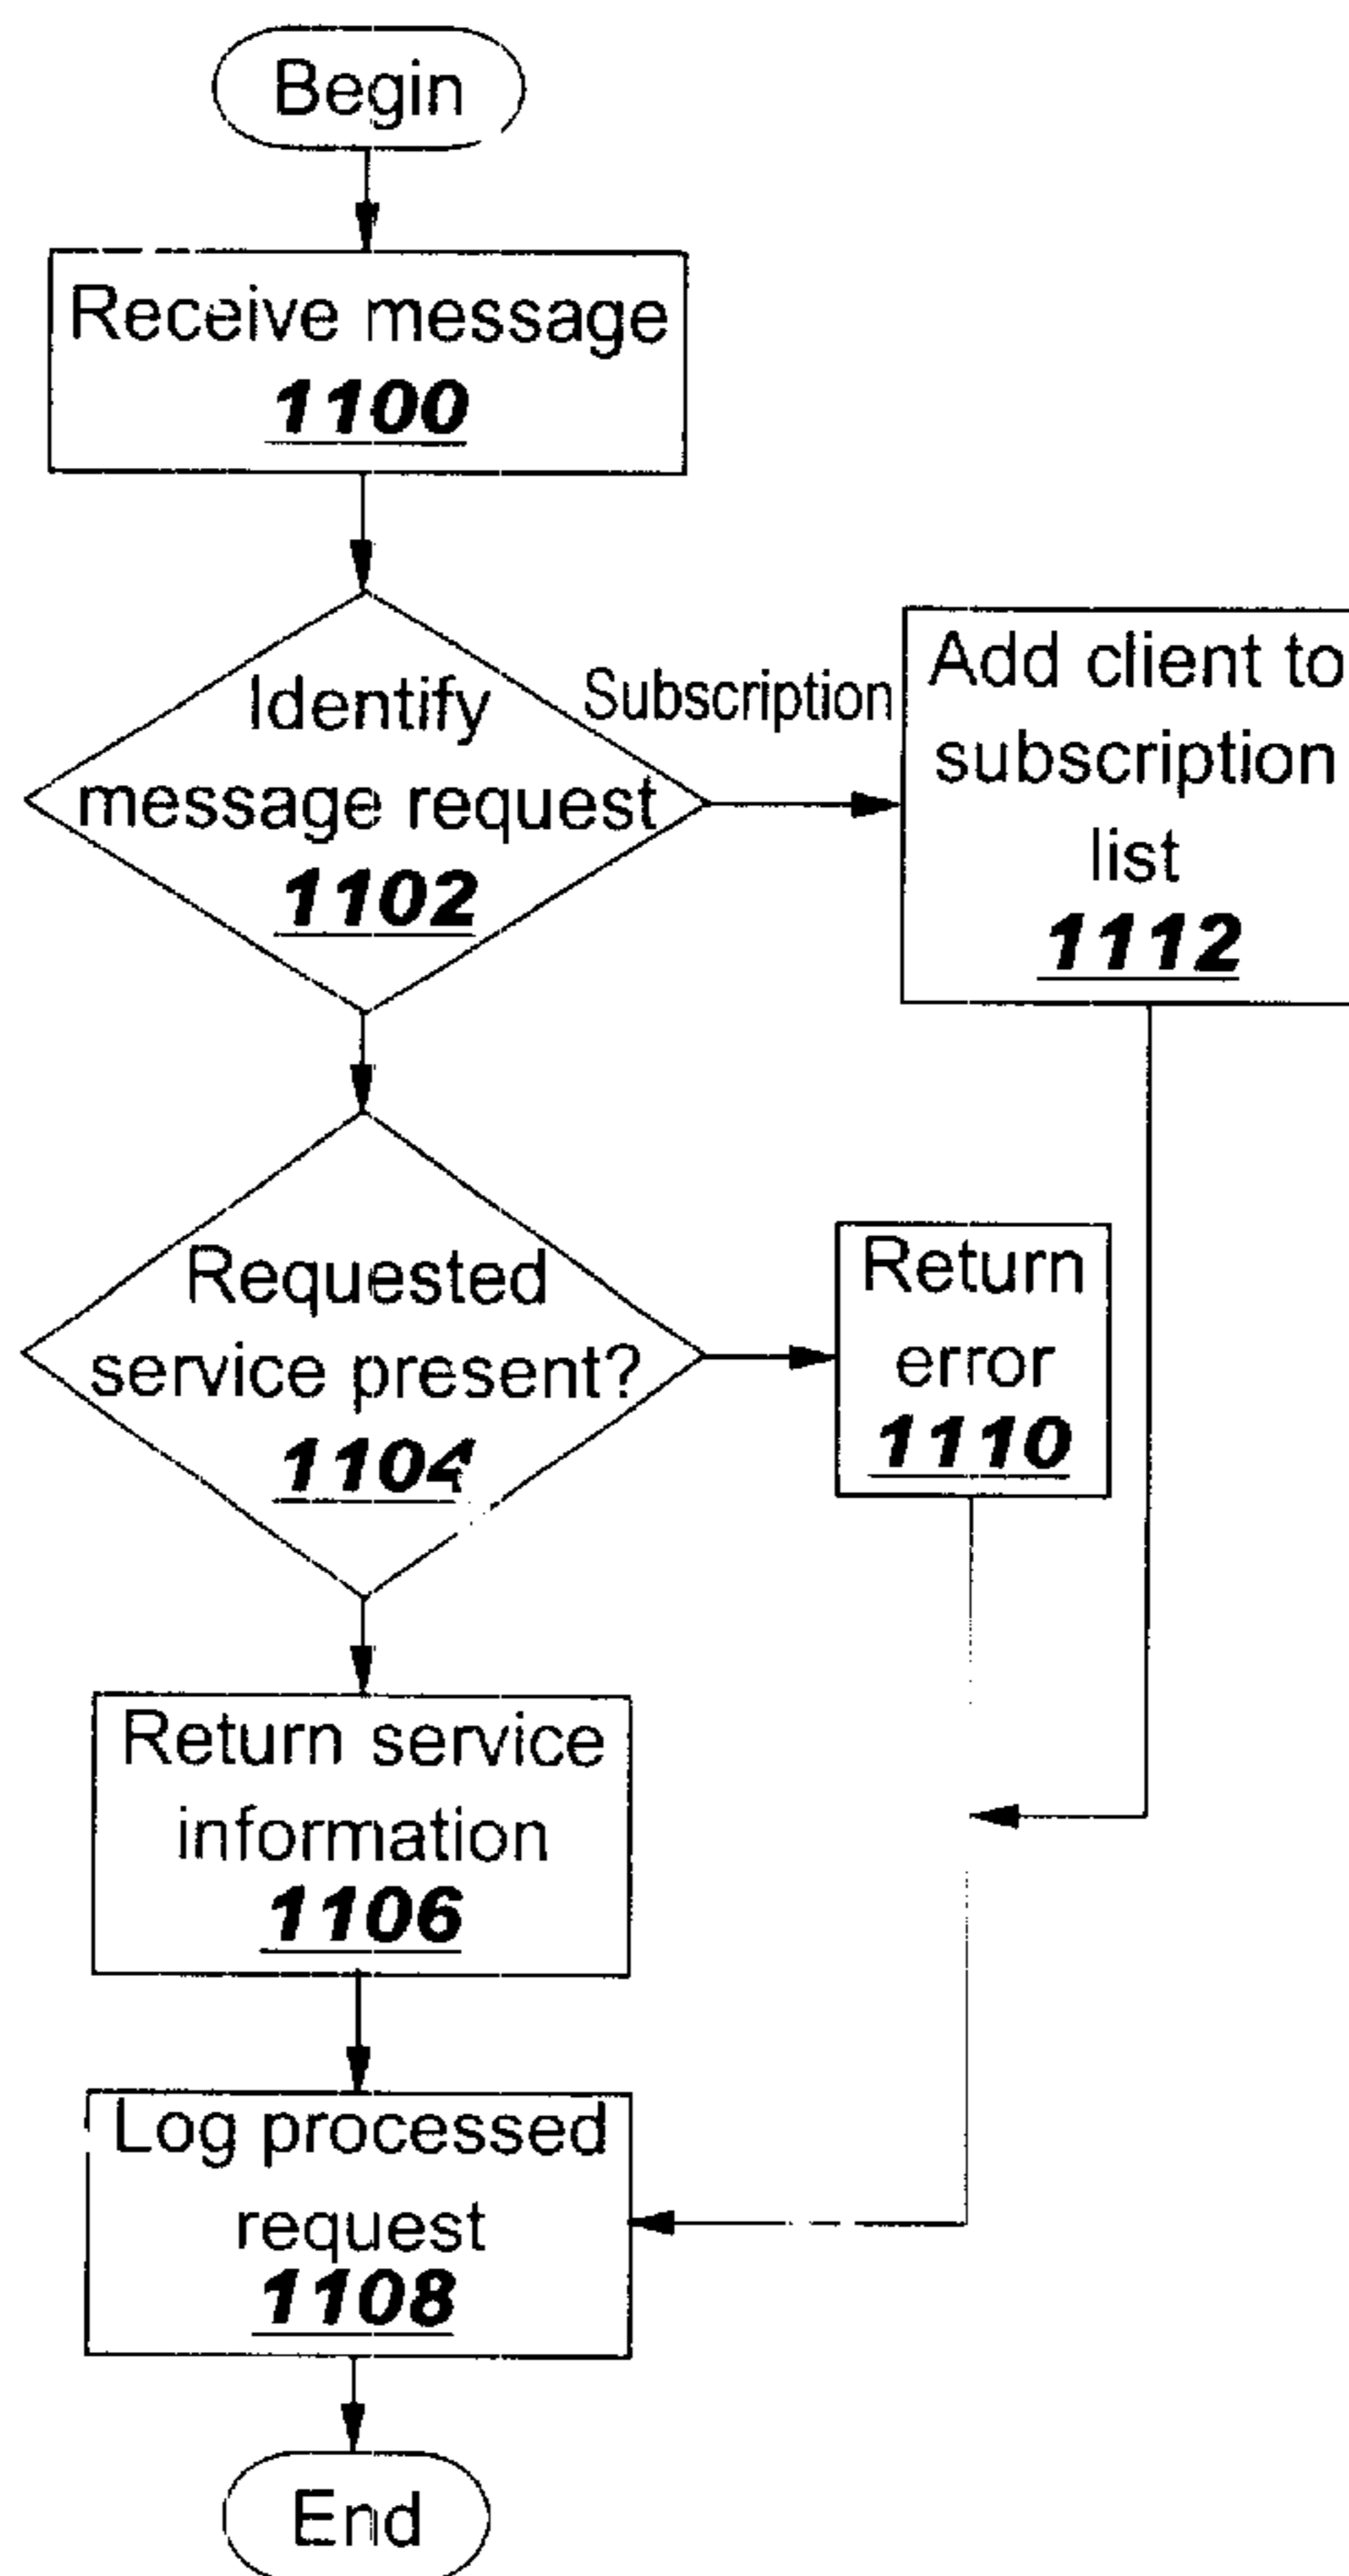 Begin
Receive message
1100
Identify
message request
1102
Subscription
Add client to
subscription
list
1112
Requested
service present?
1104
Return
error
1110
Return service
information
1106
Log processed
request
1108
End